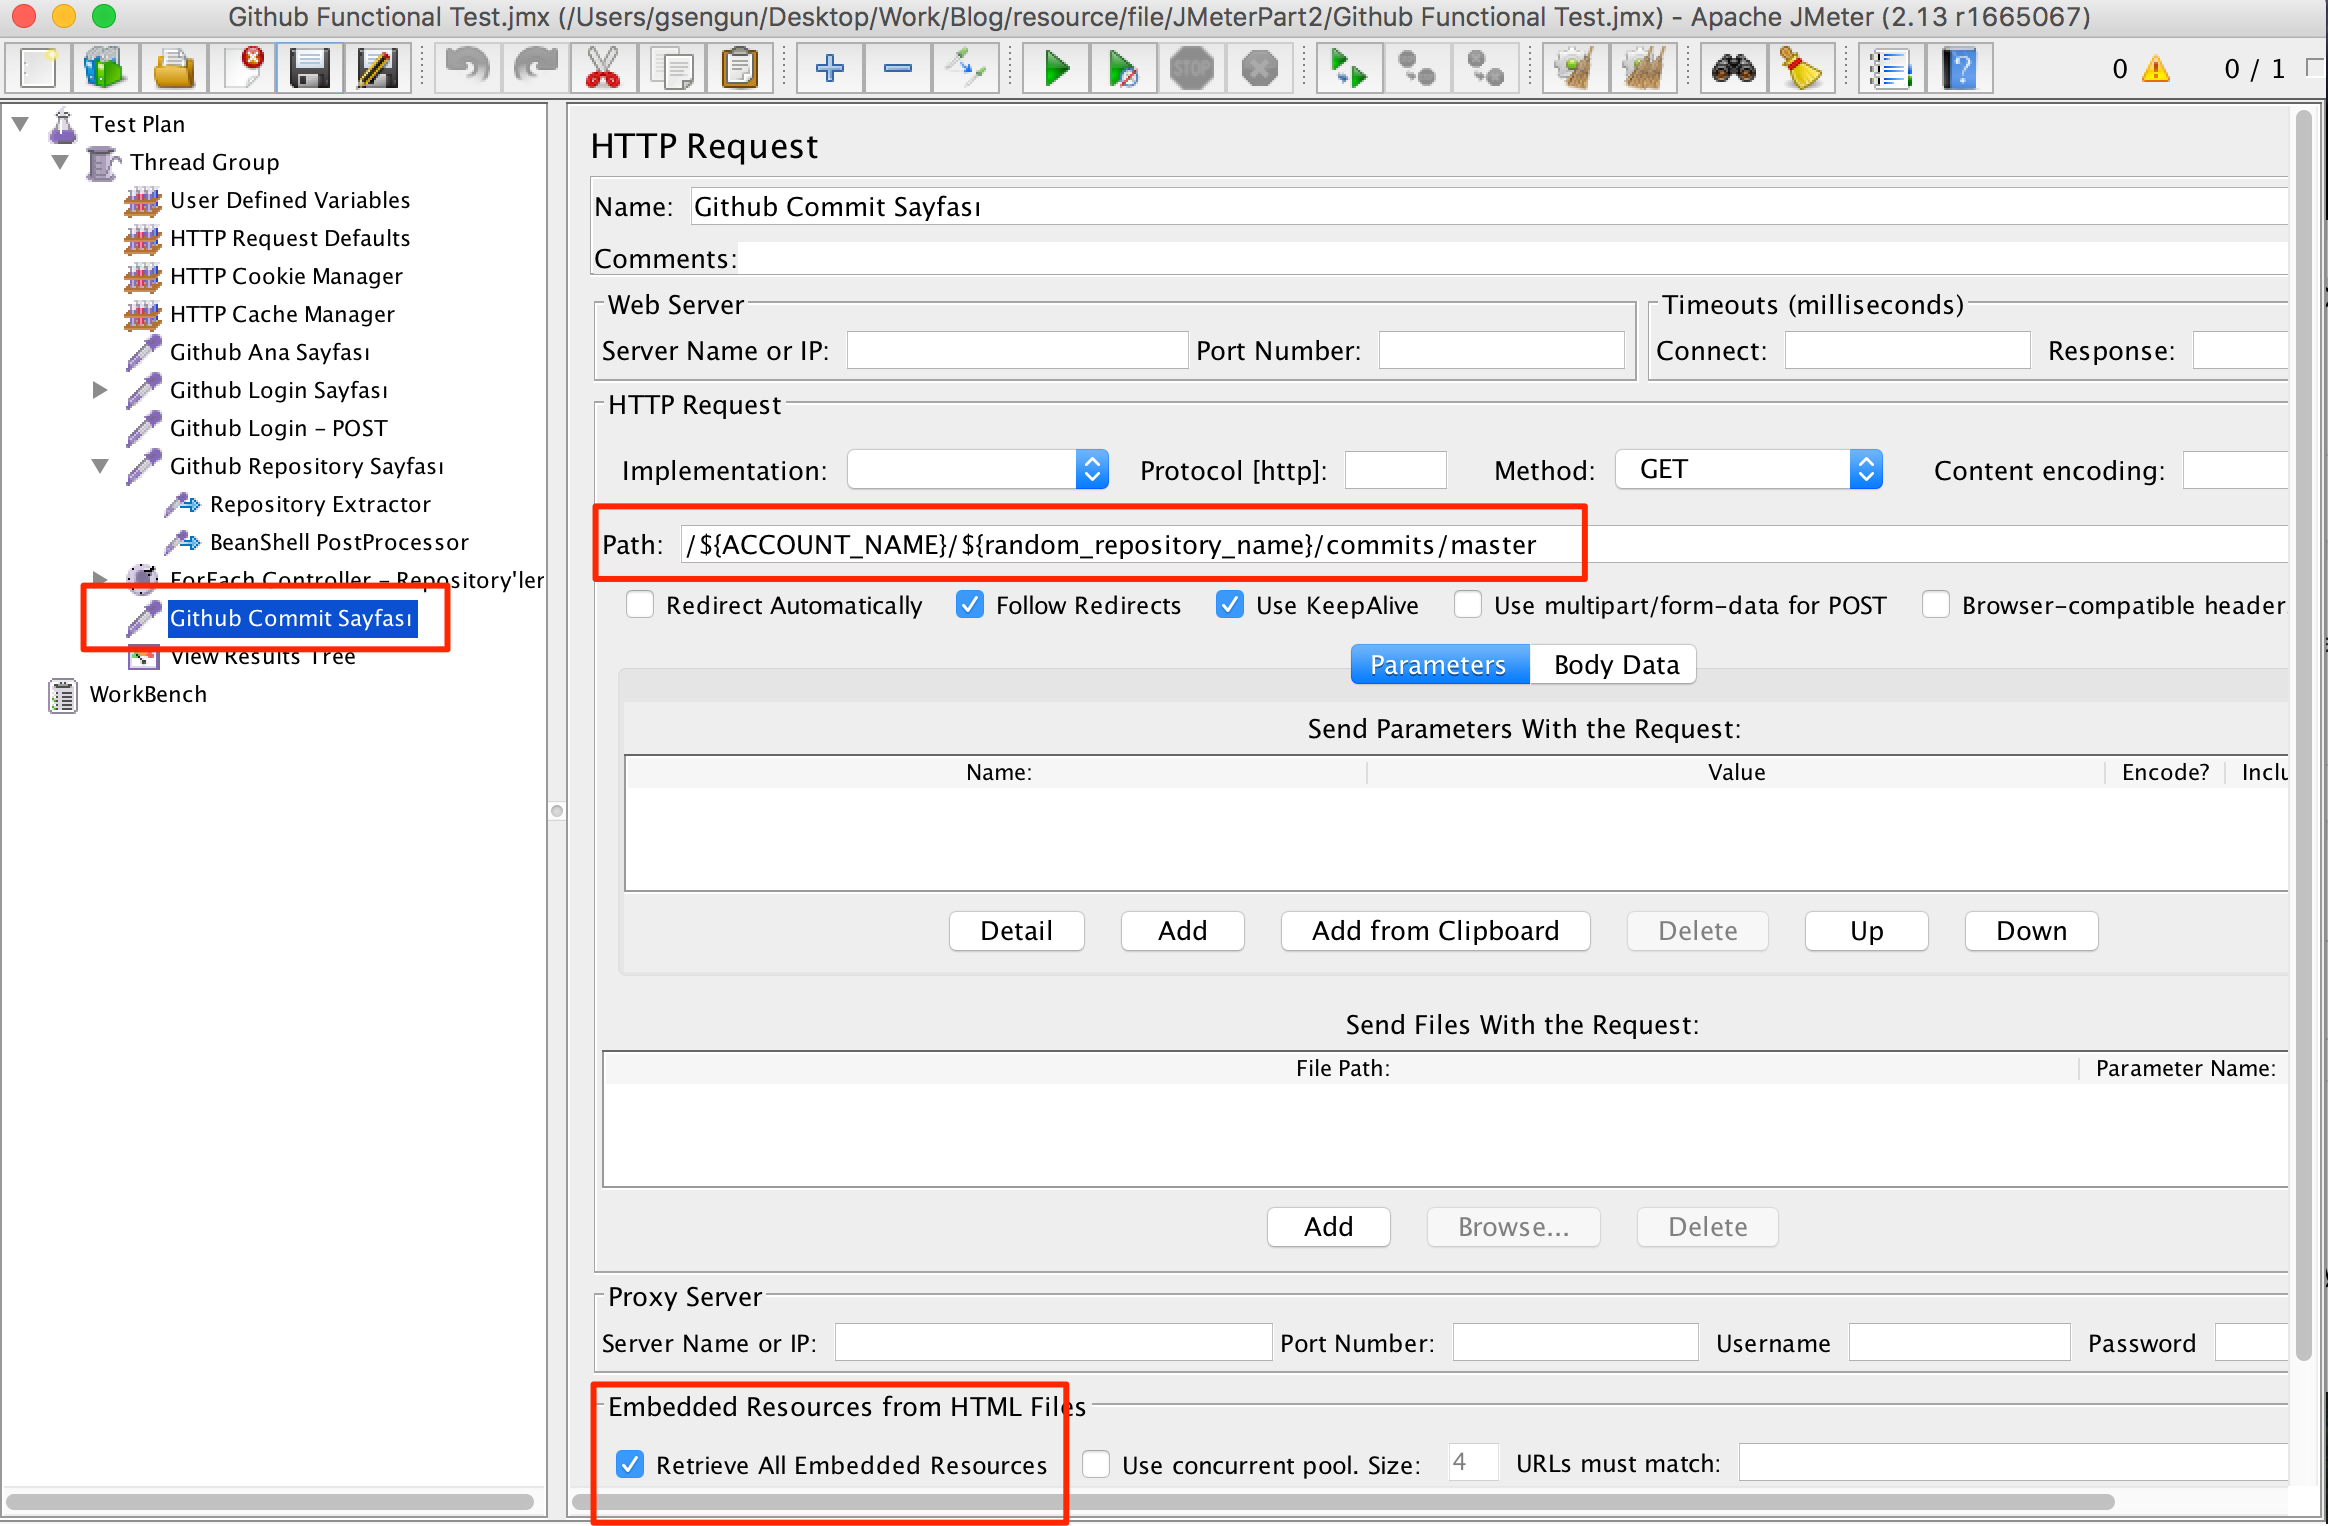 Github Functional Test.jmx (/Users/gsengun/Desktop/Work/Blog/resource/file/JMeterPart2/Github Functional Test.jmx) - Apache JMeter (2.13 r1665067)
STOP
0
0 / 1
Test Plan
Thread Group
User Defined Variables
HTTP Request Defaults
HTTP Cookie Manager
HTTP Cache Manager
Github Ana Sayfası
Github Login Sayfası
Github Login - POST
Github Repository Sayfası
Repository Extractor
BeanShell PostProcessor
ForEach Controller - Repository'ler
Github Commit Sayfası
View Results Tree
WorkBench
HTTP Request
Name: Github Commit Sayfası
Comments:
Web Server
Server Name or IP: Port Number:
Timeouts (milliseconds)
Connect: Response:
HTTP Request
Implementation: Protocol [http]: Method: GET Content encoding:
Path: /${ACCOUNT_NAME}/${random_repository_name}/commits/master
Redirect Automatically Follow Redirects Use KeepAlive Use multipart/form-data for POST Browser-compatible header
Parameters Body Data
Send Parameters With the Request:
Name: Value Encode? Inclu
Detail Add Add from Clipboard Delete Up Down
Send Files With the Request:
File Path: Parameter Name:
Add Browse... Delete
Proxy Server
Server Name or IP: Port Number: Username Password
Embedded Resources from HTML Files
Retrieve All Embedded Resources Use concurrent pool. Size: 4 URLs must match: